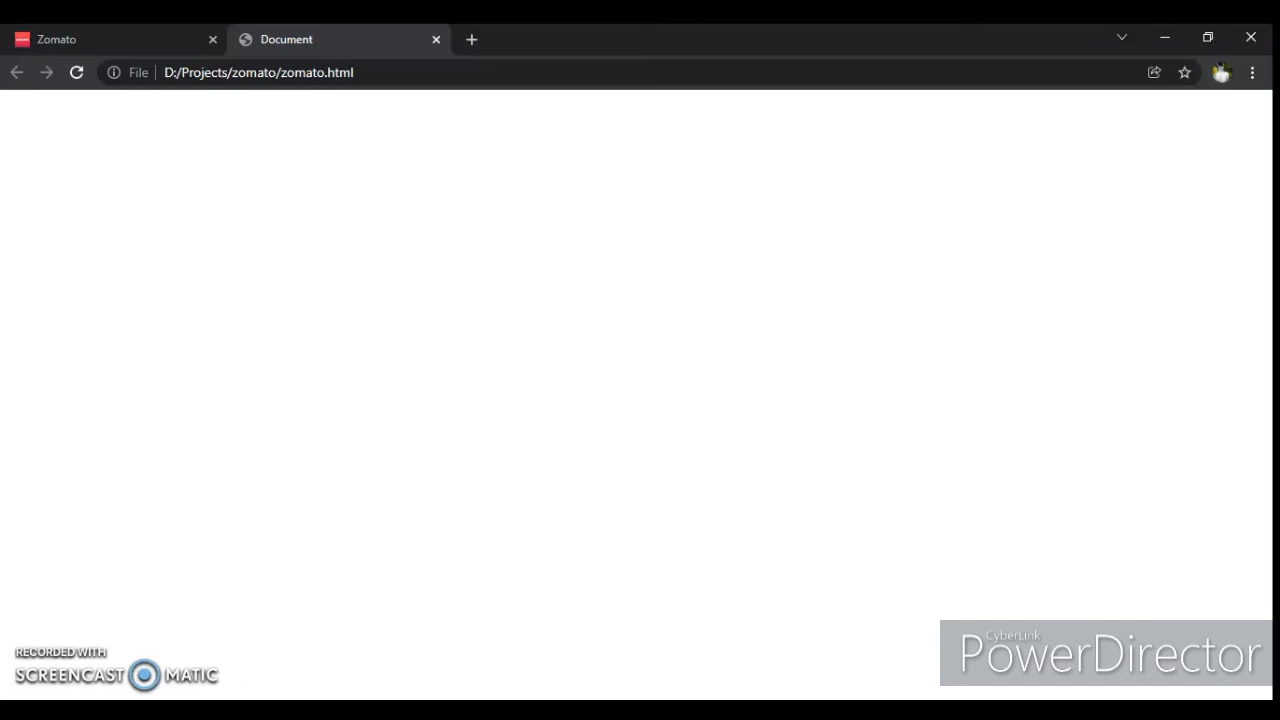 Zomato
Document
File
D:/Projects/zomato/zomato.html
RECORDED WITH
SCREENCAST MATIC
CyberLink
PowerDirector